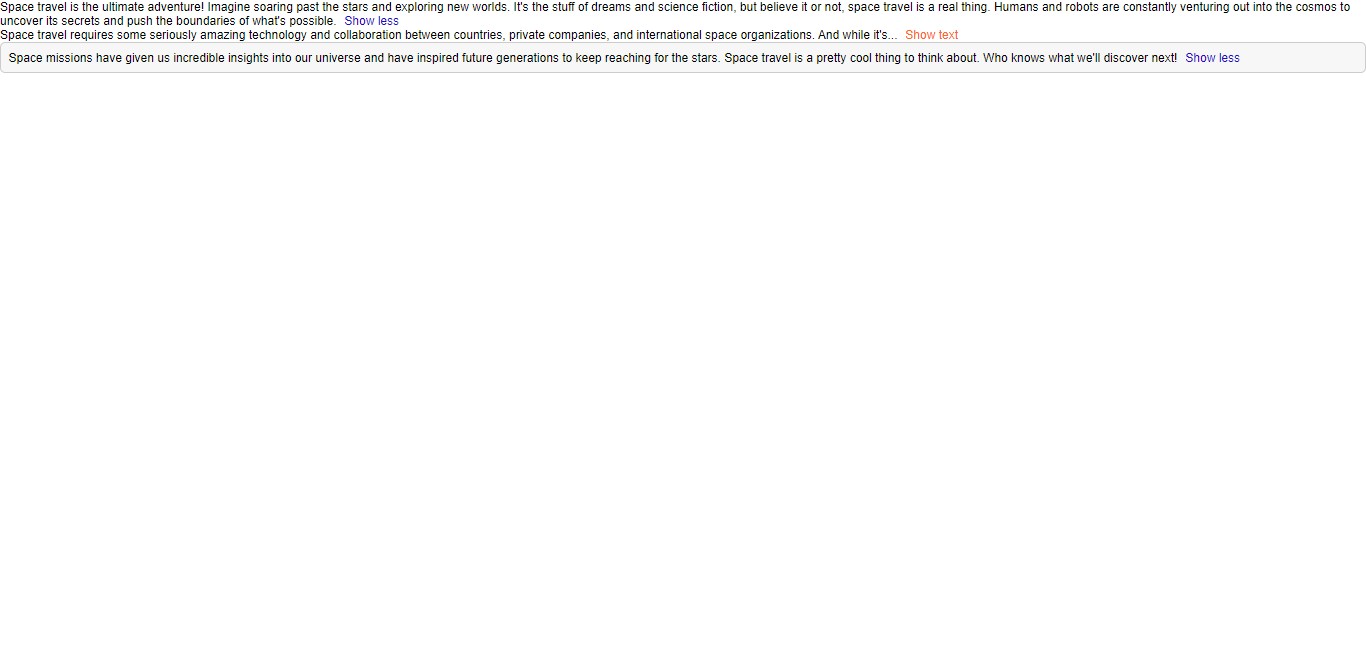 Space travel is the ultimate adventure! Imagine soaring past the stars and exploring new worlds. It's the stuff of dreams and science fiction, but believe it or not, space travel is a real thing. Humans and robots are constantly venturing out into the cosmos to
uncover its secrets and push the boundaries of what's possible. Show less
Space travel requires some seriously amazing technology and collaboration between countries, private companies, and international space organizations. And while it's... Show text
Space missions have given us incredible insights into our universe and have inspired future generations to keep reaching for the stars. Space travel is a pretty cool thing to think about. Who knows what we'll discover next! Show less